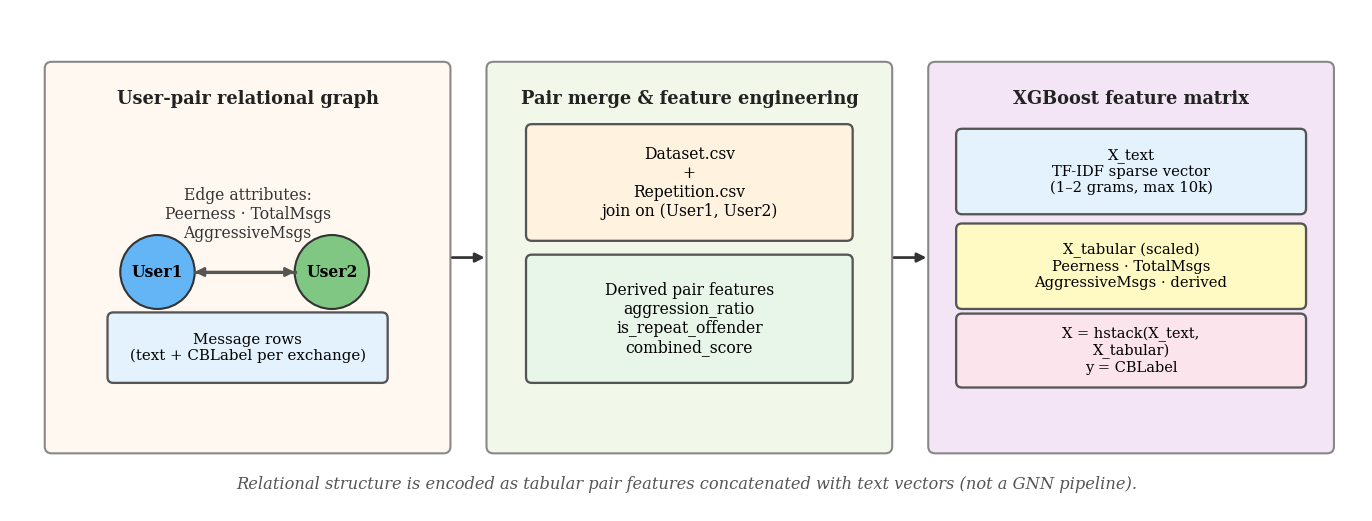 User-pair relational graph
Edge attributes:
Peerness · TotalMsgs
AggressiveMsgs
User1
User2
Message rows
(text + CBLabel per exchange)
Pair merge & feature engineering
Dataset.csv
+
Repetition.csv
join on (User1, User2)
Derived pair features
aggression_ratio
is_repeat_offender
combined_score
XGBoost feature matrix
X_text
TF-IDF sparse vector
(1–2 grams, max 10k)
X_tabular (scaled)
Peerness · TotalMsgs
AggressiveMsgs · derived
X = hstack(X_text,
X_tabular)
y = CBLabel
Relational structure is encoded as tabular pair features concatenated with text vectors (not a GNN pipeline).